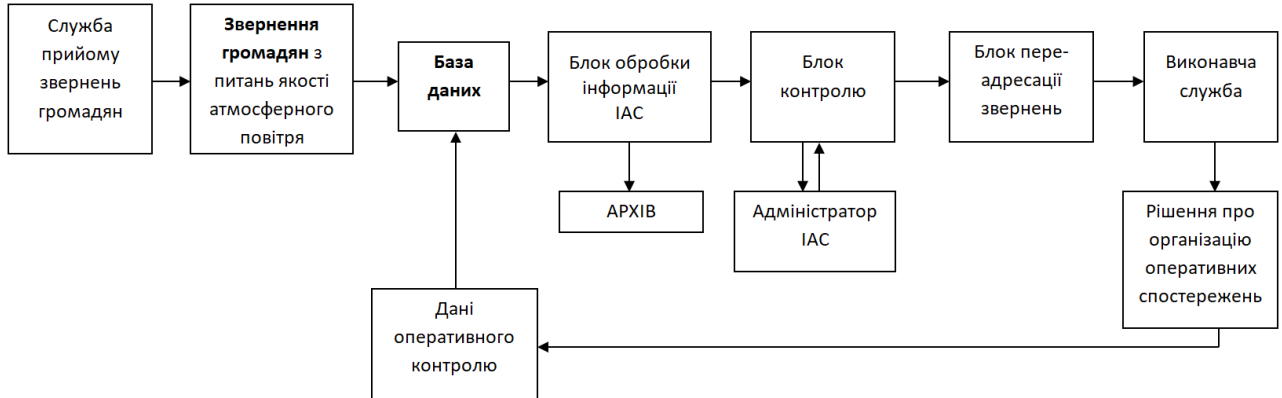 Служба
прийому
звернень
громадян
Звернення
громадян з
питань якості
атмосферного
повітря
База
даних
Блок обробки
інформації
ІАС
Блок
контролю
Блок пере-
адресації
звернень
Виконавча
служба
АРХІВ
Адміністратор
ІАС
Рішення про
організацію
оперативних
спостережень
Дані
оперативного
контролю